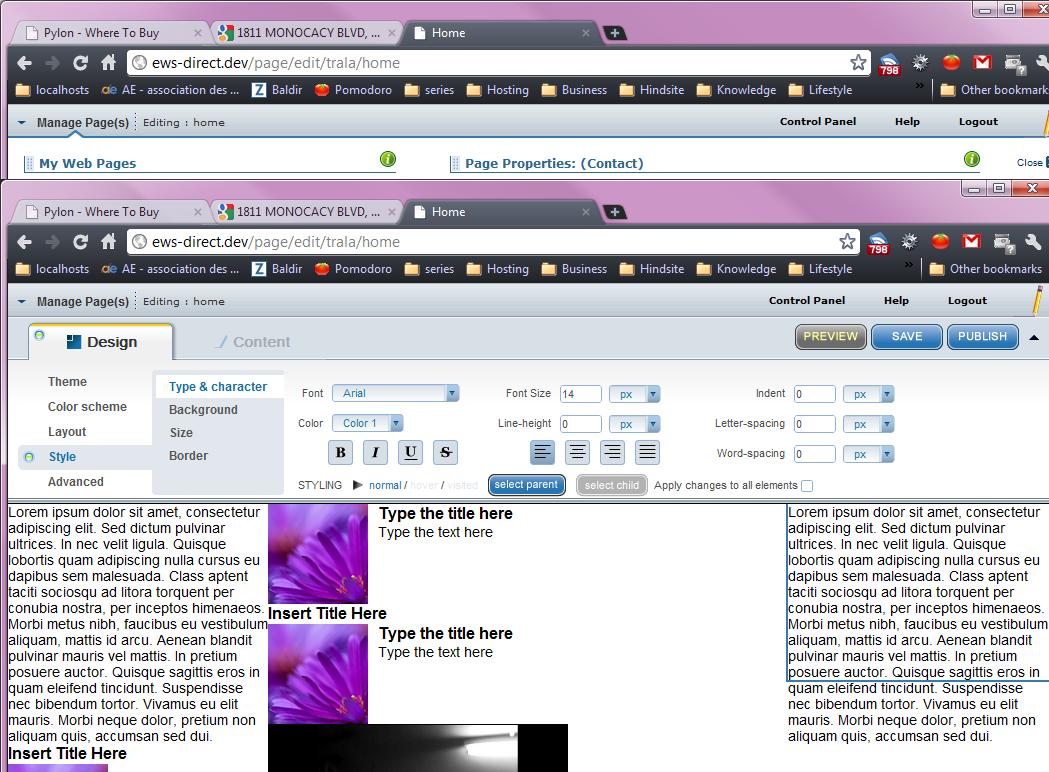 Pylon - Where To Buy
1811 MONOCACY BLVD, ...
Home
ews-direct.dev/page/edit/trala/home
798
localhosts
AE - association des ...
Baldir
Pomodoro
series
Hosting
Business
Hindsite
Knowledge
Lifestyle
»
Other bookmark
Manage Page(s)
Editing : home
Control Panel
Help
Logout
My Web Pages
Page Properties: (Contact)
Close
Pylon - Where To Buy
1811 MONOCACY BLVD, ...
Home
ews-direct.dev/page/edit/trala/home
798
localhosts
AE - association des ...
Baldir
Pomodoro
series
Hosting
Business
Hindsite
Knowledge
Lifestyle
»
Other bookmarks
Manage Page(s)
Editing : home
Control Panel
Help
Logout
Design
Content
PREVIEW
SAVE
PUBLISH
Theme
Color scheme
Layout
Style
Advanced
Type & character
Background
Size
Border
Font Arial
Font Size 14 px
Indent 0 px
Color Color 1
Line-height 0 px
Letter-spacing 0 px
B I U S
Word-spacing 0 px
STYLING normal / hover / visited
select parent
select child
Apply changes to all elements
Lorem ipsum dolor sit amet, consectetur
adipiscing elit. Sed dictum pulvinar
ultrices. In nec velit ligula. Quisque
lobortis quam adipiscing nulla cursus eu
dapibus sem malesuada. Class aptent
taciti sociosqu ad litora torquent per
conubia nostra, per inceptos himenaeos.
Morbi metus nibh, faucibus eu vestibulum
aliquam, mattis id arcu. Aenean blandit
pulvinar mauris vel mattis. In pretium
posuere auctor. Quisque sagittis eros in
quam eleifend tincidunt. Suspendisse
nec bibendum tortor. Vivamus eu elit
mauris. Morbi neque dolor, pretium non
aliquam quis, accumsan sed dui.
Insert Title Here
Type the title here
Type the text here
Insert Title Here
Type the title here
Type the text here
Lorem ipsum dolor sit amet, consectetur
adipiscing elit. Sed dictum pulvinar
ultrices. In nec velit ligula. Quisque
lobortis quam adipiscing nulla cursus eu
dapibus sem malesuada. Class aptent
taciti sociosqu ad litora torquent per
conubia nostra, per inceptos himenaeos.
Morbi metus nibh, faucibus eu vestibulum
aliquam, mattis id arcu. Aenean blandit
pulvinar mauris vel mattis. In pretium
posuere auctor. Quisque sagittis eros in
quam eleifend tincidunt. Suspendisse
nec bibendum tortor. Vivamus eu elit
mauris. Morbi neque dolor, pretium non
aliquam quis, accumsan sed dui.